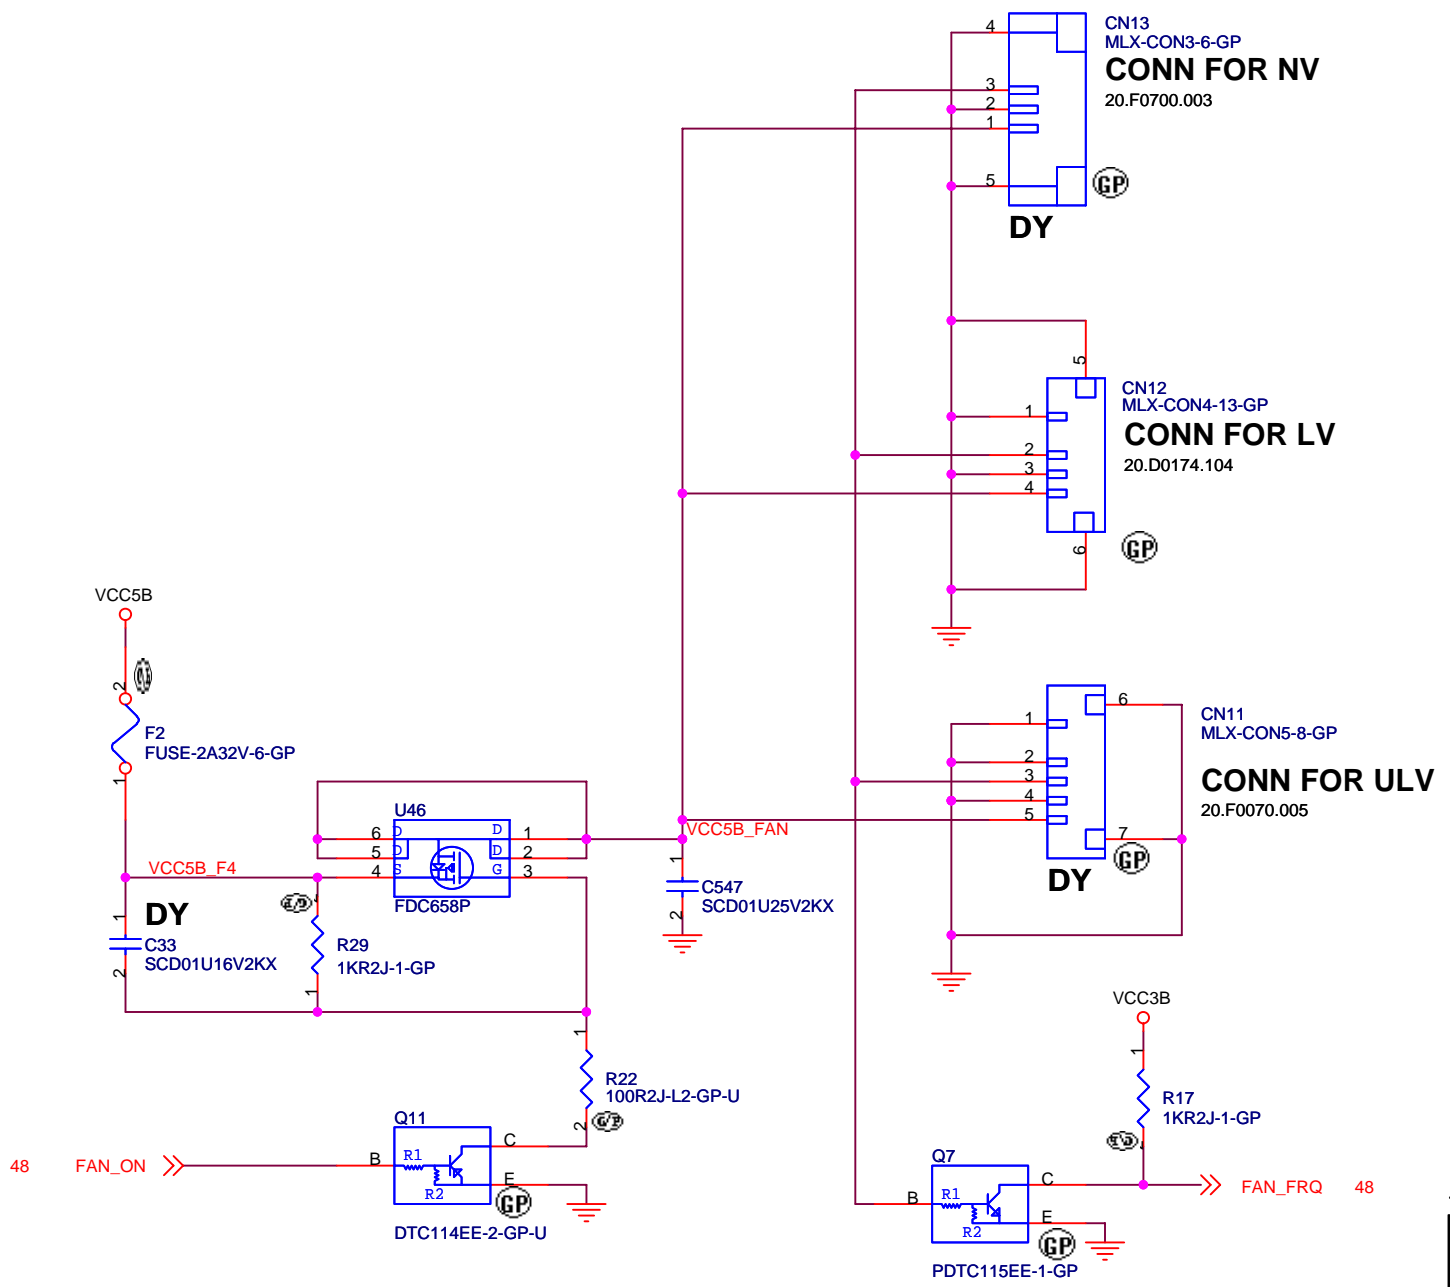 CN13
MLX-CON3-6-GP
CONN FOR NV
20.F0700.003
4
3
2
1
5
GP
DY
5
CN12
MLX-CON4-13-GP
CONN FOR LV
20.D0174.104
1
2
3
4
6
GP
VCC5B
2
F2
FUSE-2A32V-6-GP
1
CN11
MLX-CON5-8-GP
CONN FOR ULV
20.F0070.005
1
2
3
4
5
6
7
GP
DY
U46
6 D D 1
5 D D 2
4 S G 3
FDC658P
VCC5B_F4
VCC5B_FAN
1
C547
SCD01U25V2KX
2
DY
1
C33
SCD01U16V2KX
2
R29
1KR2J-1-GP
1
1
R22
100R2J-L2-GP-U
2
G/P
Q11
B
R1
R2
C
E
GP
DTC114EE-2-GP-U
48 FAN_ON
VCC3B
1
R17
1KR2J-1-GP
Q7
B
R1
R2
C
E
GP
PDTC115EE-1-GP
FAN_FRQ 48